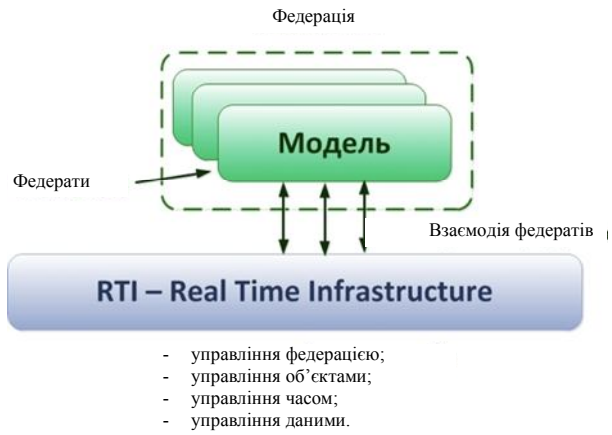 Федерація
Модель
Федерати
Взаємодія федератів
RTI – Real Time Infrastructure
- управління федерацією;
- управління об’єктами;
- управління часом;
- управління даними.